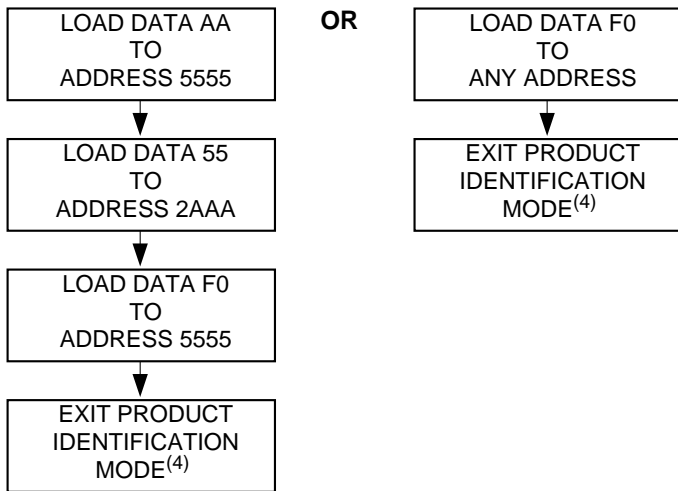 LOAD DATA AA
TO
ADDRESS 5555
LOAD DATA 55
TO
ADDRESS 2AAA
LOAD DATA F0
TO
ADDRESS 5555
EXIT PRODUCT
IDENTIFICATION
MODE(4)
OR
LOAD DATA F0
TO
ANY ADDRESS
EXIT PRODUCT
IDENTIFICATION
MODE(4)